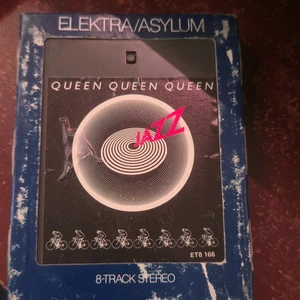 ELEKTRA/ASYLUM
QUEEN QUEEN QUEEN
JAZZ
ET8 166
8-TRACK STEREO